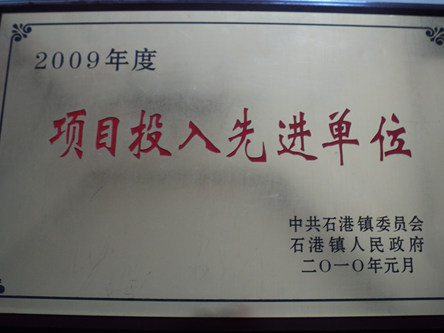 2009年度
项目投入先进单位
中共石港镇委员会
石港镇人民政府
二〇一〇年元月